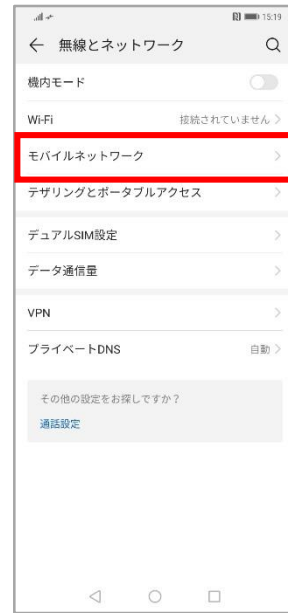 15:19
無線とネットワーク
機内モード
Wi-Fi 接続されていません
モバイルネットワーク
テザリングとポータブルアクセス
デュアルSIM設定
データ通信量
VPN
プライベートDNS 自動
その他の設定をお探しですか？
通話設定